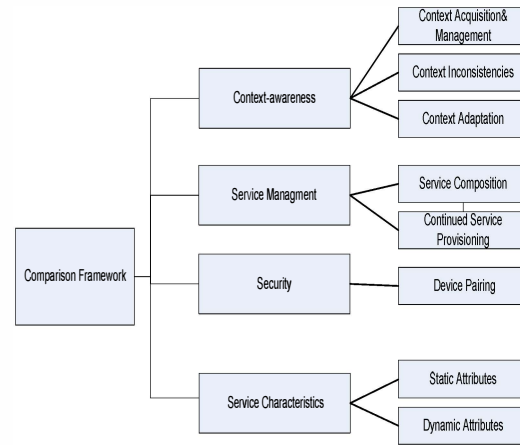 Context Acquisition&
Management
Context-awareness
Context Inconsistencies
Context Adaptation
Service Managment
Service Composition
Continued Service
Provisioning
Comparison Framework
Security
Device Pairing
Service Characteristics
Static Attributes
Dynamic Attributes